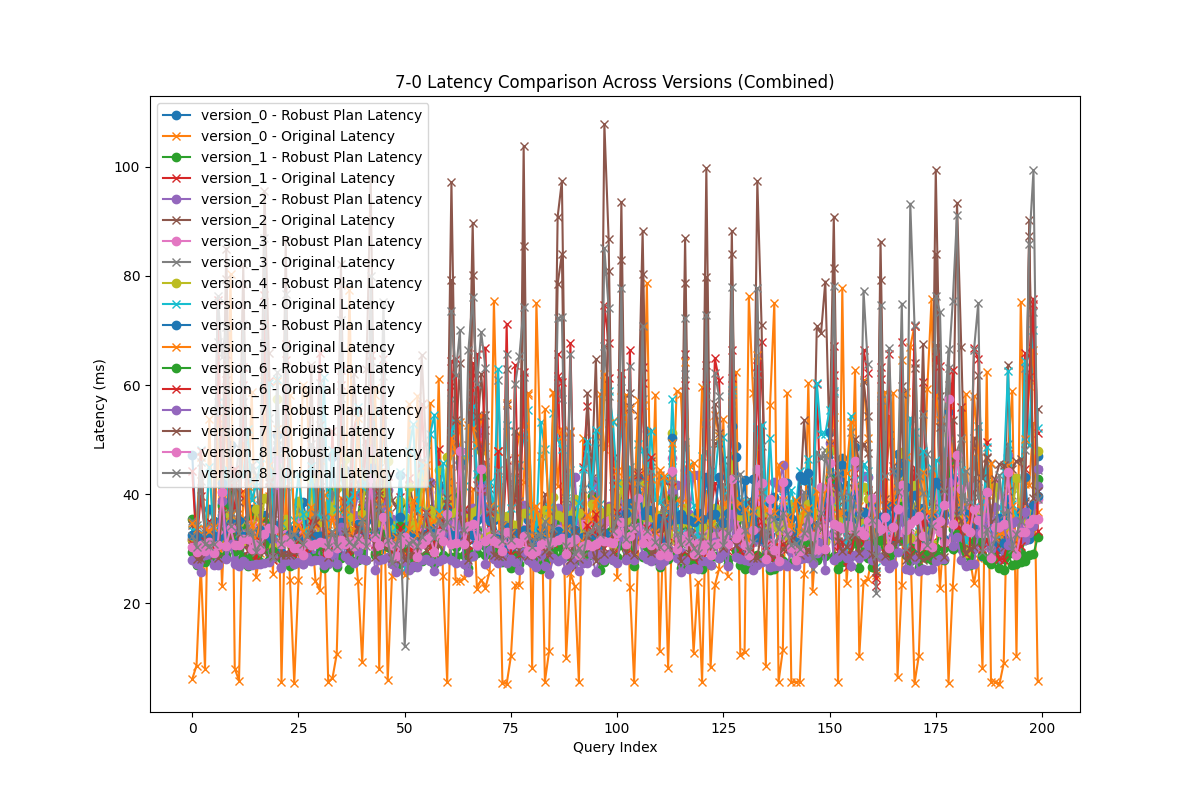 7-0 Latency Comparison Across Versions (Combined)
version_0 - Robust Plan Latency
version_0 - Original Latency
version_1 - Robust Plan Latency
version_1 - Original Latency
version_2 - Robust Plan Latency
version_2 - Original Latency
version_3 - Robust Plan Latency
version_3 - Original Latency
version_4 - Robust Plan Latency
version_4 - Original Latency
version_5 - Robust Plan Latency
version_5 - Original Latency
version_6 - Robust Plan Latency
version_6 - Original Latency
version_7 - Robust Plan Latency
version_7 - Original Latency
version_8 - Robust Plan Latency
version_8 - Original Latency
100
80
60
40
20
Latency (ms)
0 25 50 75 100 125 150 175 200
Query Index